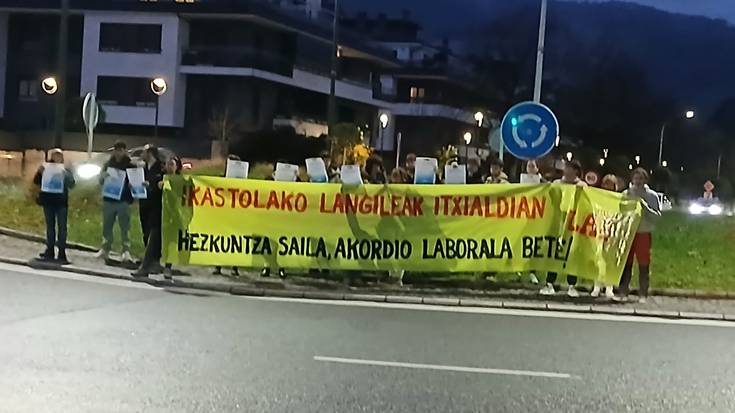 IKASTOLAKO LANGILEAK ITXIALDIAN
HEZKUNTZA SAILA, AKORDIO LABORALA BETE!